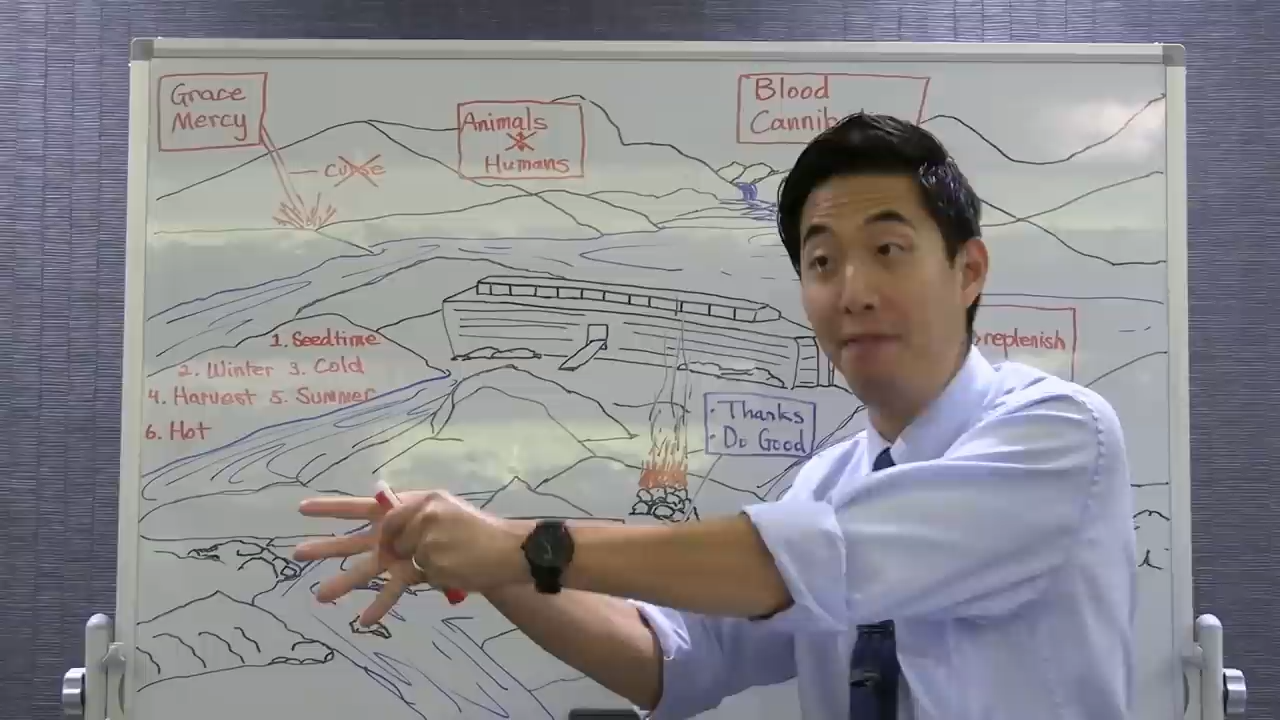 Grace
Mercy
Curse
Animals
Humans
Blood
1. Seedtime
2. Winter 3. Cold
4. Harvest 5. Summer
6. Hot
replenish
· Thanks
· Do Good